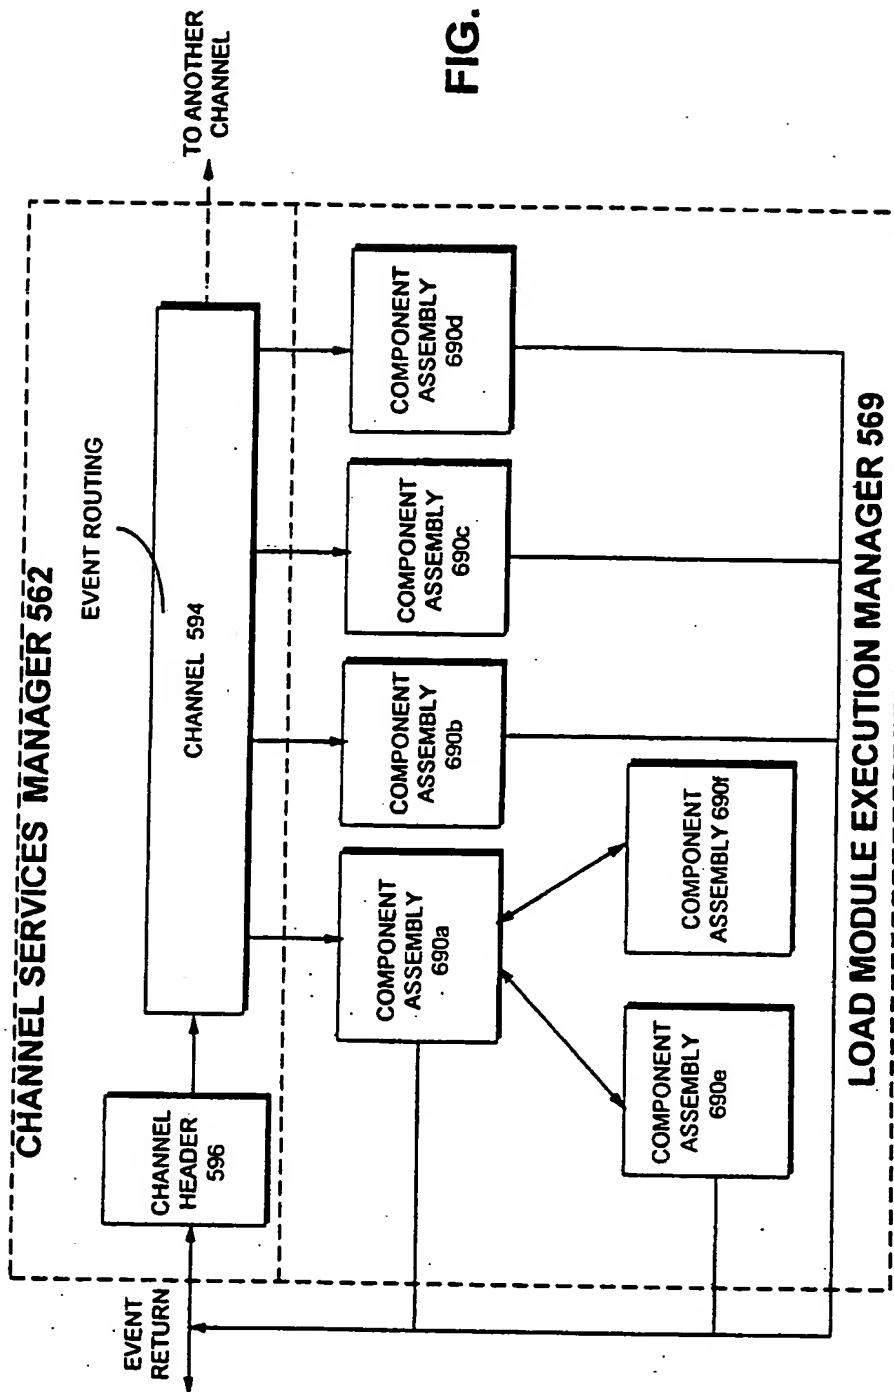 CHANNEL SERVICES MANAGER 562
EVENT ROUTING
TO ANOTHER
CHANNEL
EVENT
RETURN
CHANNEL
HEADER
596
CHANNEL 594
COMPONENT
ASSEMBLY
690a
COMPONENT
ASSEMBLY
690b
COMPONENT
ASSEMBLY
690c
COMPONENT
ASSEMBLY
690d
COMPONENT
ASSEMBLY
690e
COMPONENT
ASSEMBLY 690f
LOAD MODULE EXECUTION MANAGER 569
FIG.